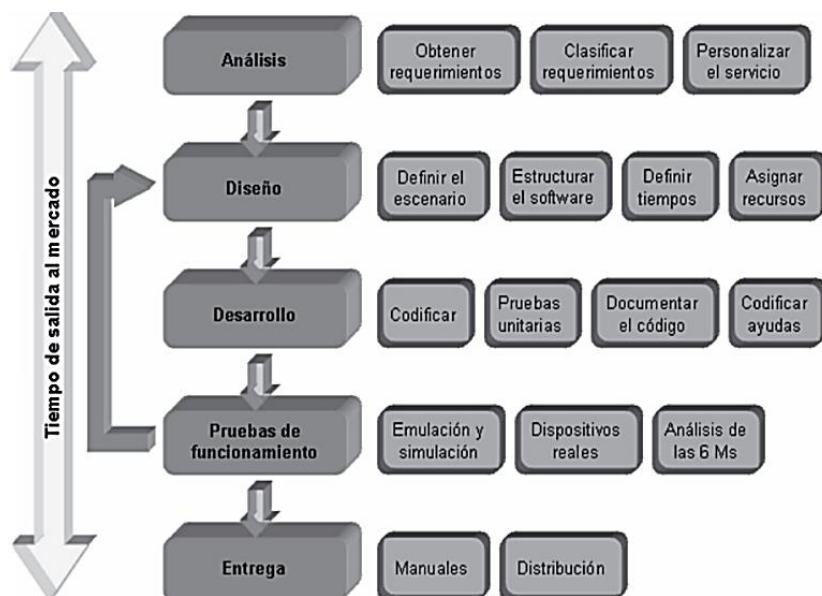 Tiempo de salida al mercado
Análisis
Obtener
requerimientos
Clasificar
requerimientos
Personalizar
el servicio
Diseño
Definir el
escenario
Estructurar
el software
Definir
tiempos
Asignar
recursos
Desarrollo
Codificar
Pruebas
unitarias
Documentar
el código
Codificar
ayudas
Pruebas de
funcionamiento
Emulación y
simulación
Dispositivos
reales
Análisis de
las 6 Ms
Entrega
Manuales
Distribución